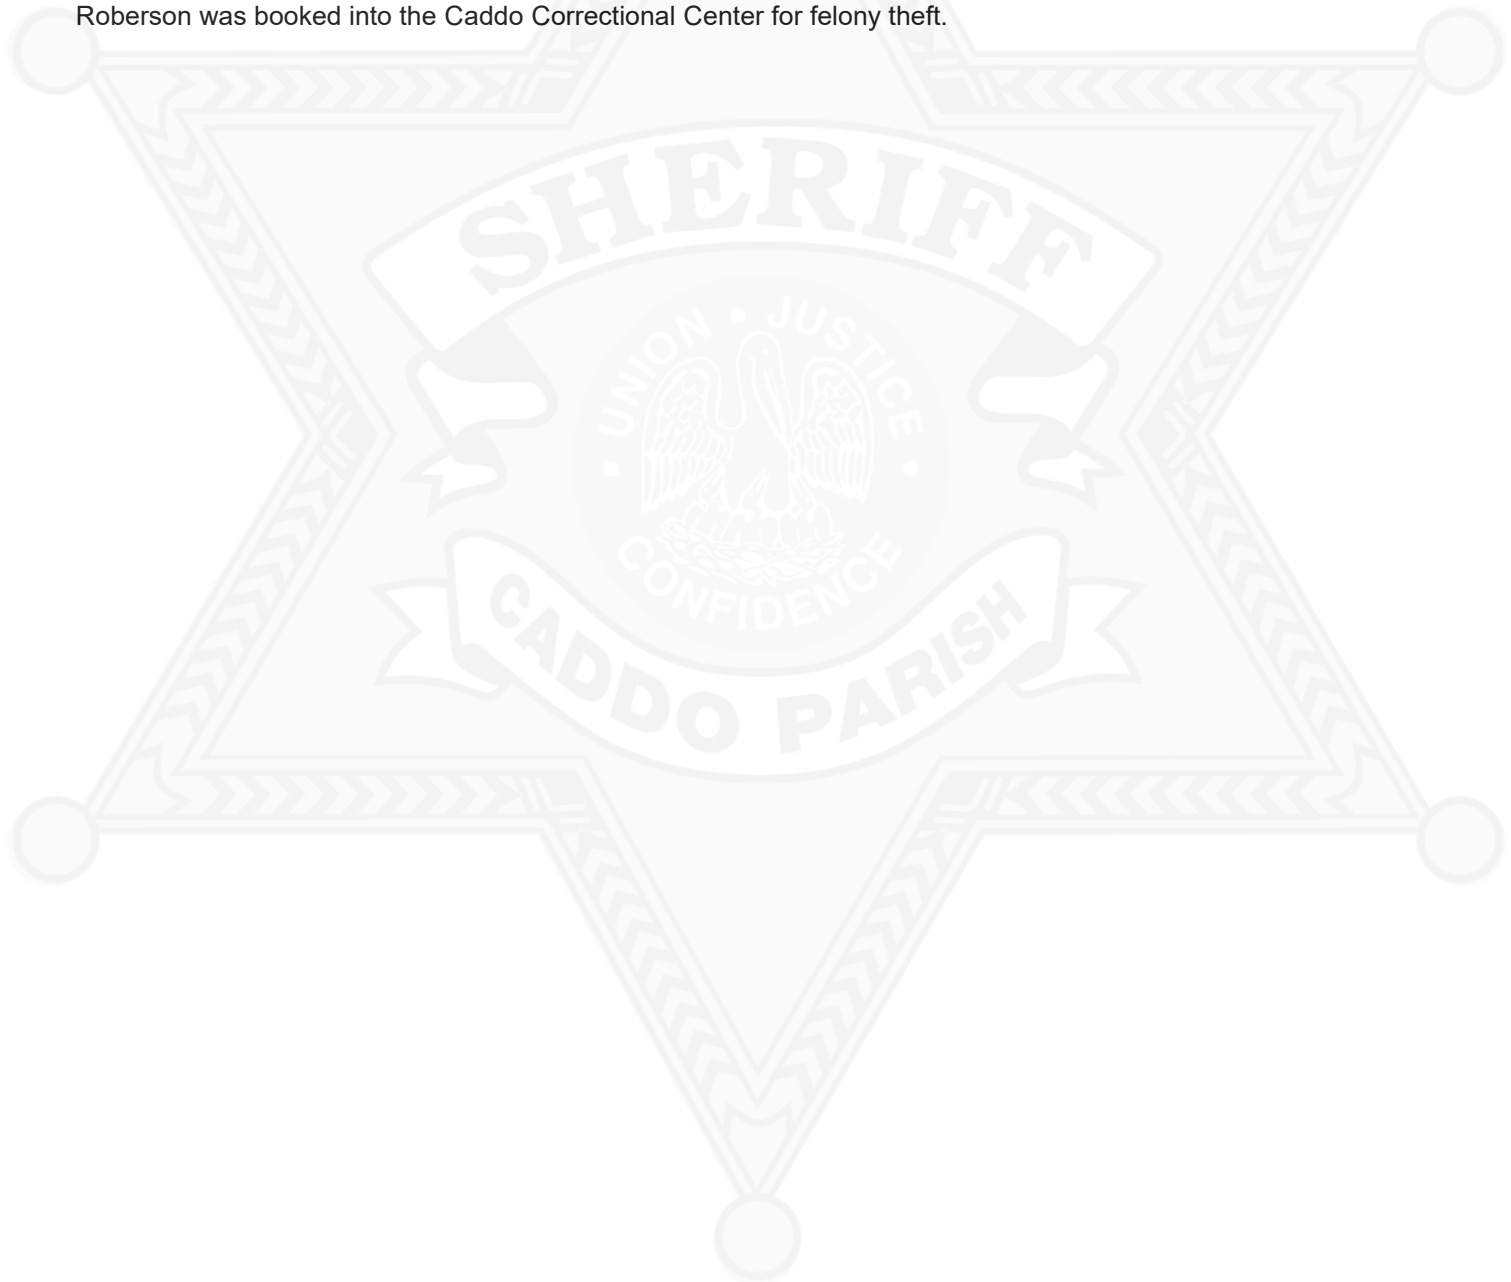 Roberson was booked into the Caddo Correctional Center for felony theft.
SHERIFF
UNION • JUSTICE
• CONFIDENCE •
CADDO PARISH